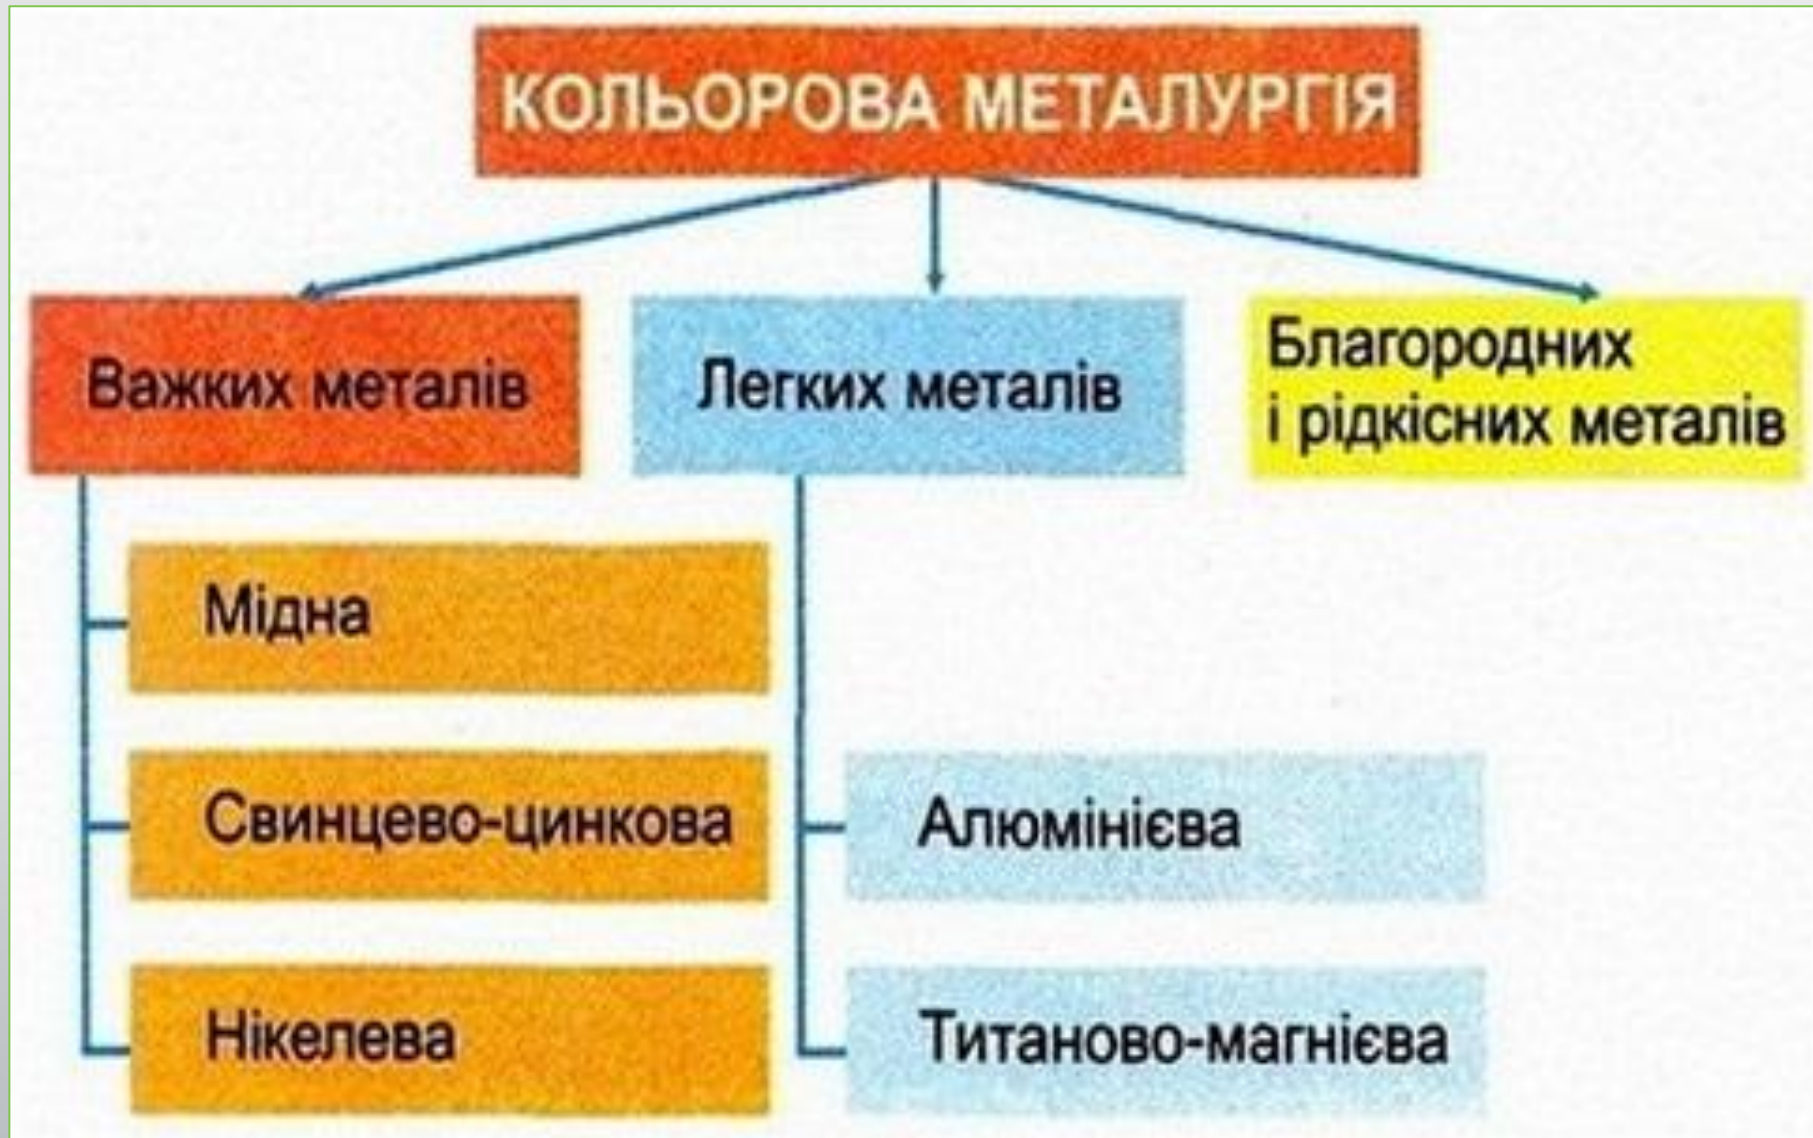 КОЛЬОРОВА МЕТАЛУРГІЯ
Важких металів
Легких металів
Благородних
і рідкісних металів
Мідна
Свинцево-цинкова
Нікелева
Алюмінієва
Титаново-магнієва